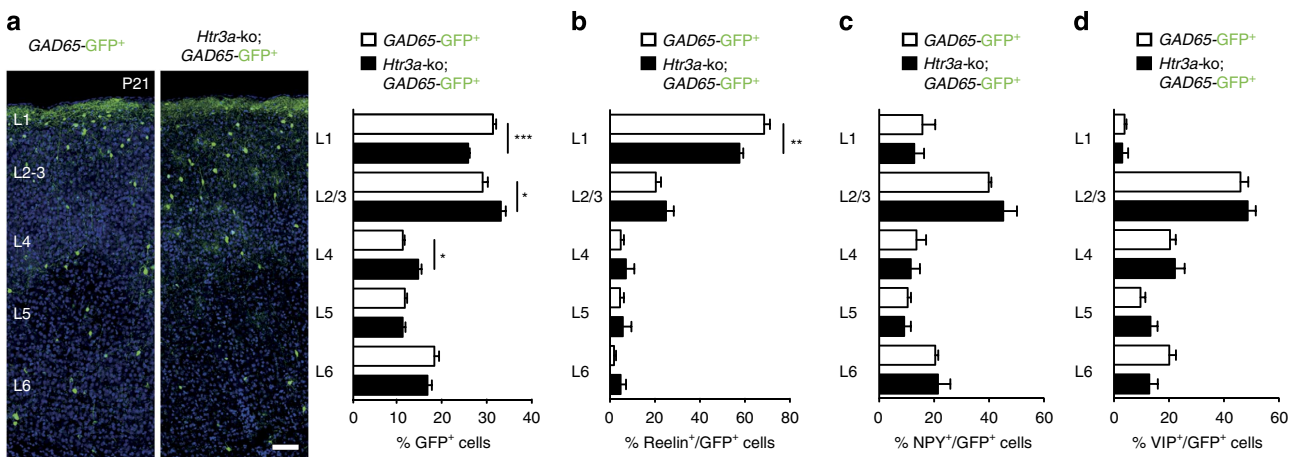 a
GAD65-GFP⁺
Htr3a-ko;
GAD65-GFP⁺
P21
L1
L2-3
L4
L5
L6
GAD65-GFP⁺
Htr3a-ko;
GAD65-GFP⁺
L1
***
L2/3
*
L4
*
L5
L6
0 10 20 30 40
% GFP⁺ cells
b
GAD65-GFP⁺
Htr3a-ko;
GAD65-GFP⁺
L1
**
L2/3
L4
L5
L6
0 20 40 60 80
% Reelin⁺/GFP⁺ cells
c
GAD65-GFP⁺
Htr3a-ko;
GAD65-GFP⁺
L1
L2/3
L4
L5
L6
0 20 40 60
% NPY⁺/GFP⁺ cells
d
GAD65-GFP⁺
Htr3a-ko;
GAD65-GFP⁺
L1
L2/3
L4
L5
L6
0 20 40 60
% VIP⁺/GFP⁺ cells